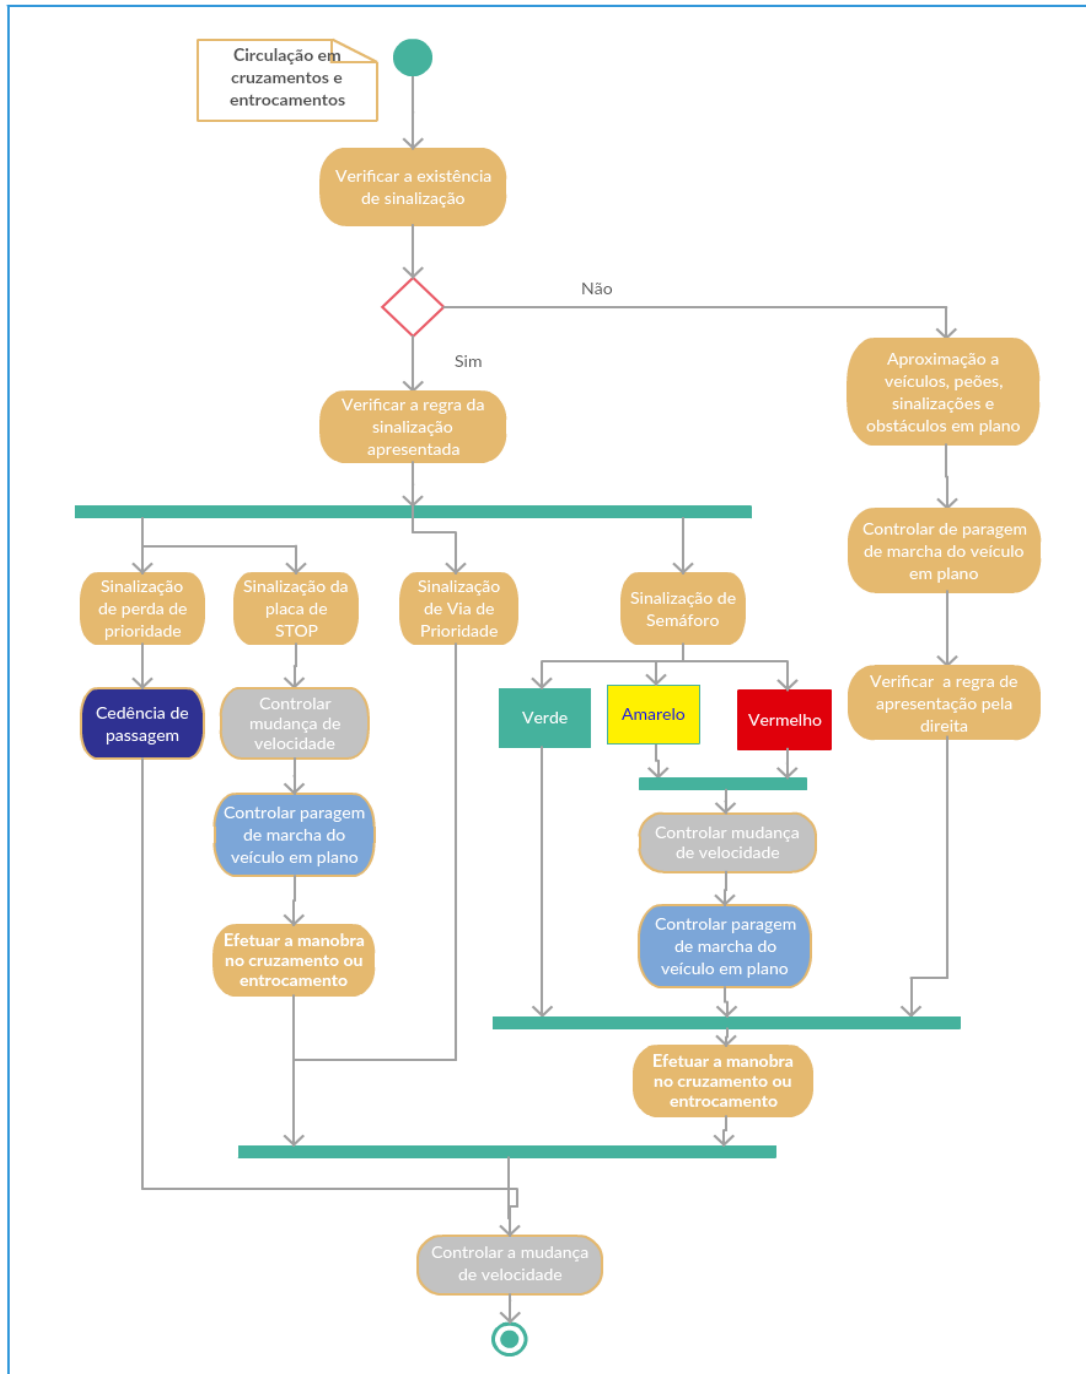 Circulação em
cruzamentos e
entrocamentos
Verificar a existência
de sinalização
Não
Sim
Aproximação a
veículos, peões,
sinalizações e
obstáculos em plano
Verificar a regra da
sinalização
apresentada
Controlar de paragem
de marcha do veículo
em plano
Sinalização
de perda de
prioridade
Sinalização da
placa de
STOP
Sinalização
de Via de
Prioridade
Sinalização de
Semáforo
Verificar a regra de
apresentação pela
direita
Cedência de
passagem
Controlar
mudança de
velocidade
Verde
Amarelo
Vermelho
Controlar paragem
de marcha do
veículo em plano
Controlar mudança
de velocidade
Efetuar a manobra
no cruzamento ou
entrocamento
Controlar paragem
de marcha do
veículo em plano
Efetuar a manobra
no cruzamento ou
entrocamento
Controlar a mudança
de velocidade